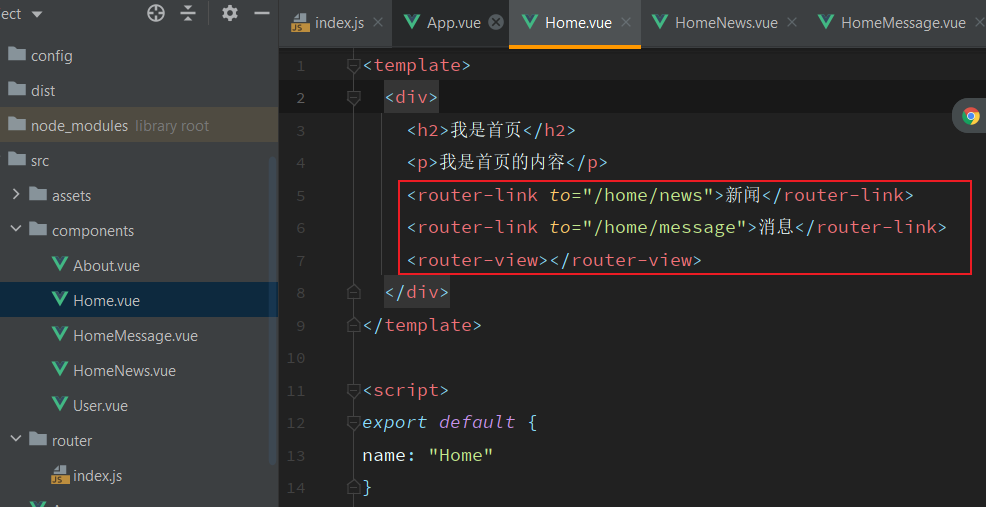 ect
index.js
App.vue
Home.vue
HomeNews.vue
HomeMessage.vue
config
dist
node_modules library root
src
assets
components
About.vue
Home.vue
HomeMessage.vue
HomeNews.vue
User.vue
router
JS index.js
1 <template>
2 <div>
3 <h2>我是首页</h2>
4 <p>我是首页的内容</p>
5 <router-link to="/home/news">新闻</router-link>
6 <router-link to="/home/message">消息</router-link>
7 <router-view></router-view>
8 </div>
9 </template>
10
11 <script>
12 export default {
13 name: "Home"
14 }